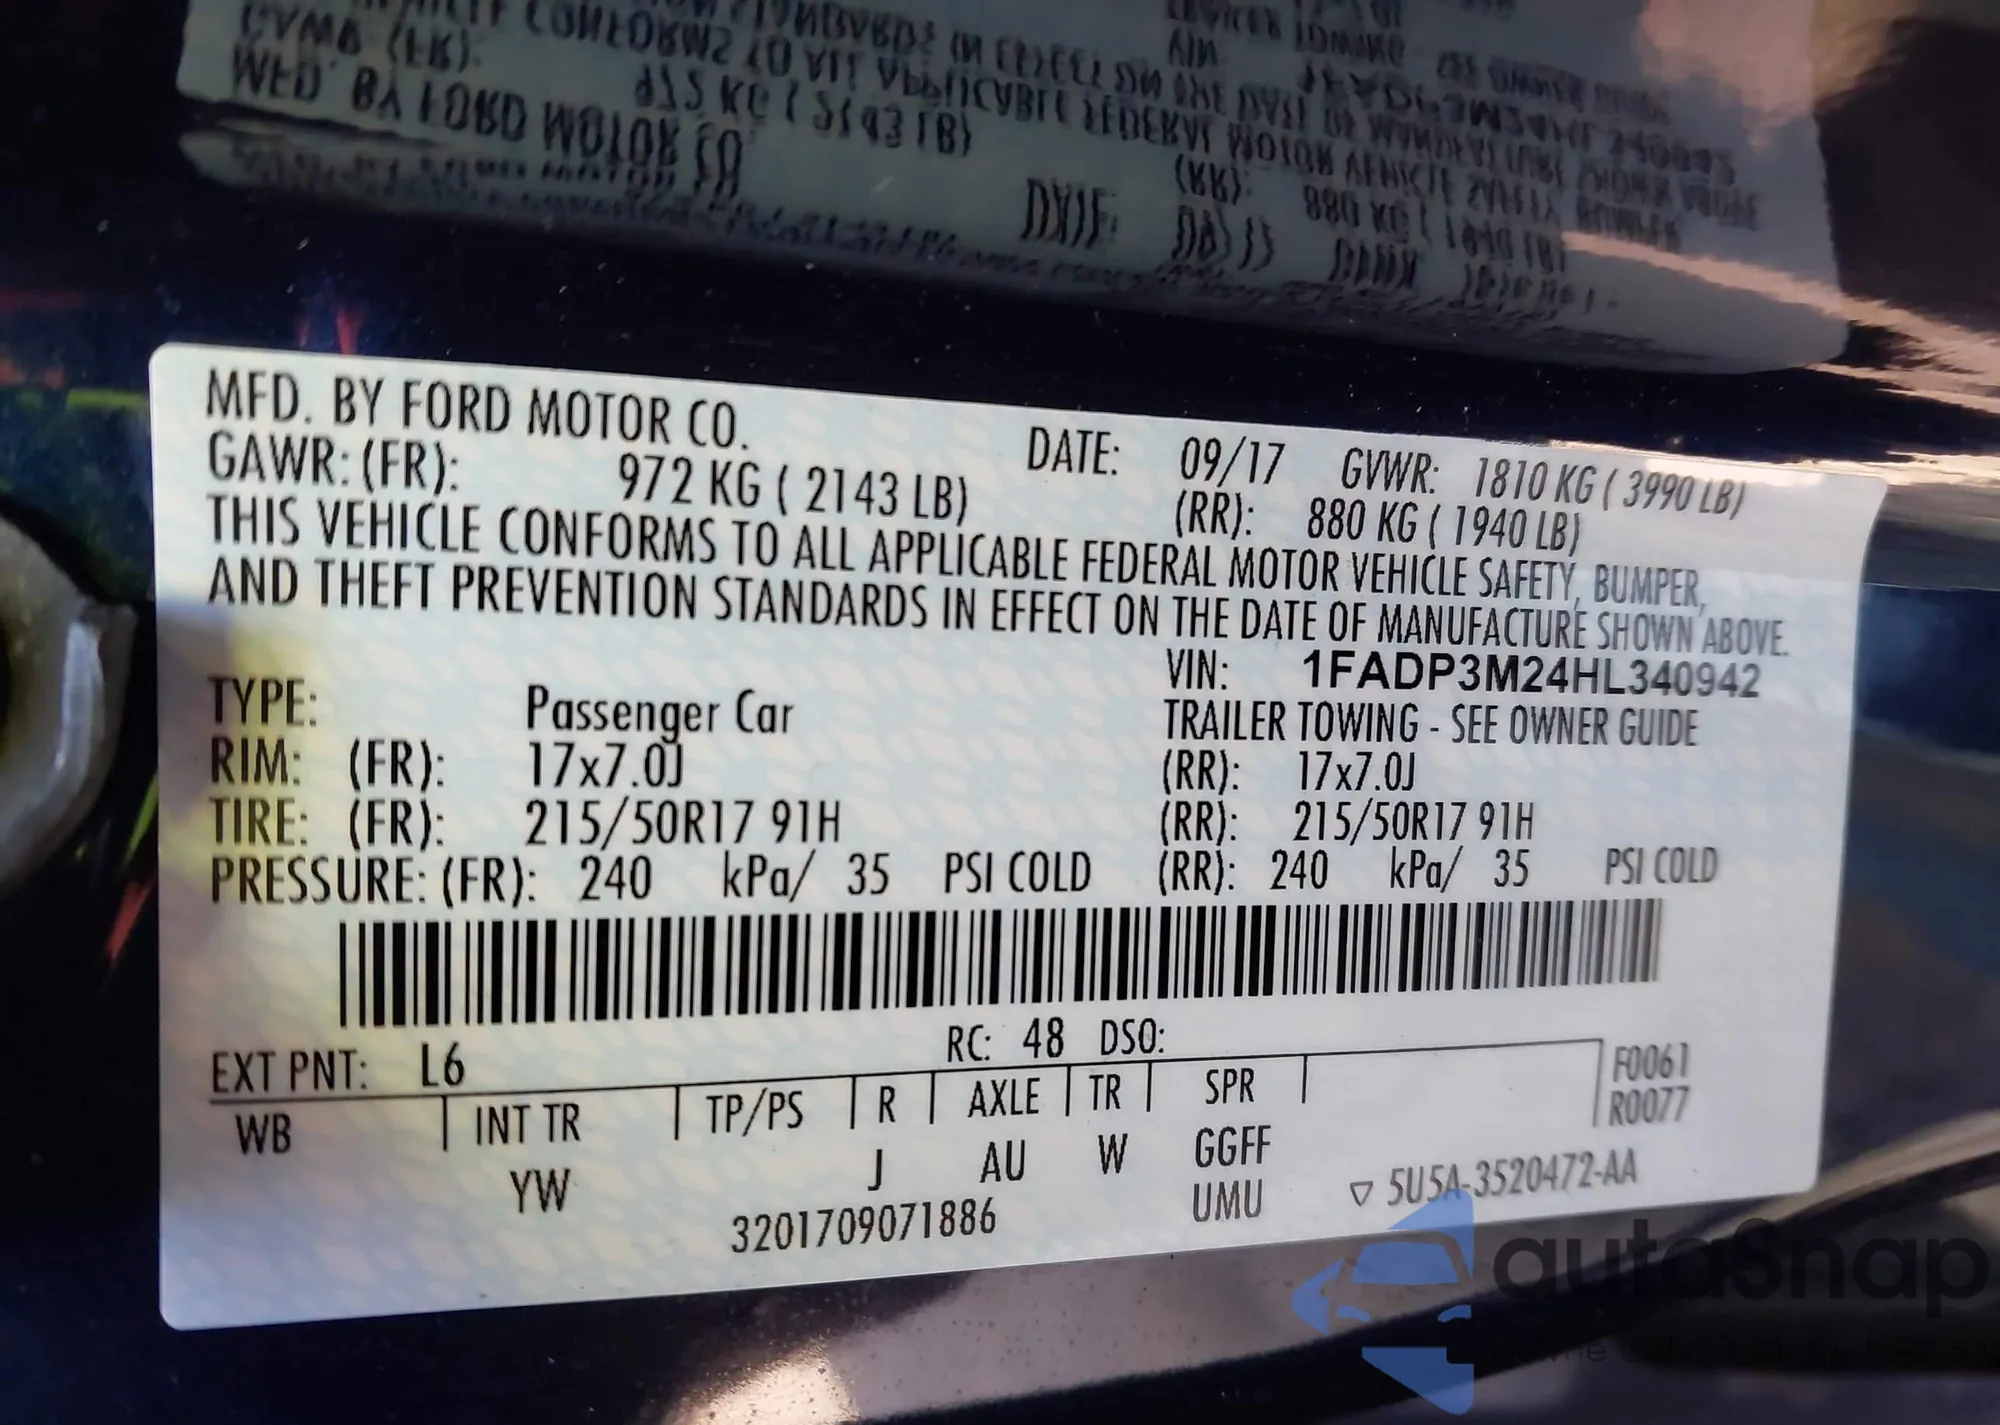 MFD. BY FORD MOTOR CO.
DATE: 09/17 GVWR: 1810 KG ( 3990 LB)
GAWR: (FR): 972 KG ( 2143 LB) (RR): 880 KG ( 1940 LB)
THIS VEHICLE CONFORMS TO ALL APPLICABLE FEDERAL MOTOR VEHICLE SAFETY, BUMPER,
AND THEFT PREVENTION STANDARDS IN EFFECT ON THE DATE OF MANUFACTURE SHOWN ABOVE.
VIN: 1FADP3M24HL340942
TYPE: Passenger Car TRAILER TOWING - SEE OWNER GUIDE
RIM: (FR): 17x7.0J (RR): 17x7.0J
TIRE: (FR): 215/50R17 91H (RR): 215/50R17 91H
PRESSURE: (FR): 240 kPa/ 35 PSI COLD (RR): 240 kPa/ 35 PSI COLD
RC: 48 DSO:
EXT PNT: L6 F0061
R0077
WB INT TR TP/PS R AXLE TR SPR
YW J AU W GGFF
UMU
3201709071886
▽ 5U5A-3520472-AA
autoSnap